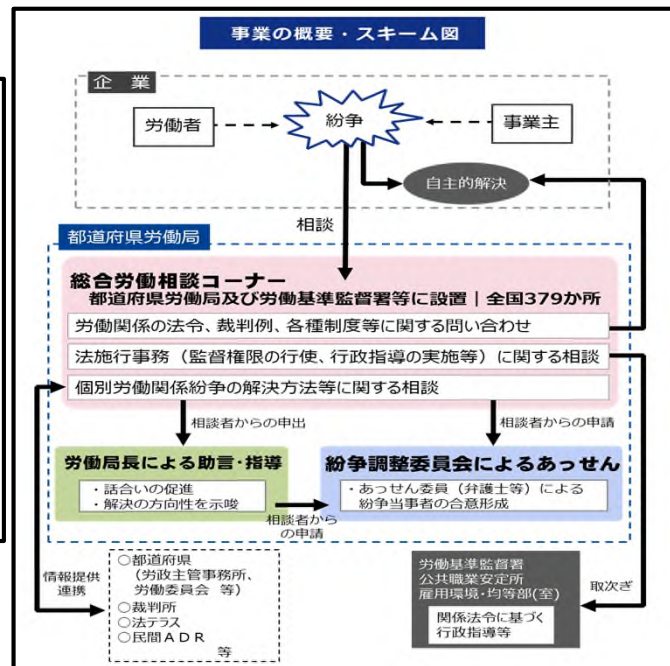 事業の概要・スキーム図
企 業
労働者
紛争
事業主
自主的解決
相談
都道府県労働局
総合労働相談コーナー
都道府県労働局及び労働基準監督署等に設置｜全国379か所
労働関係の法令、裁判例、各種制度等に関する問い合わせ
法施行事務（監督権限の行使、行政指導の実施等）に関する相談
個別労働関係紛争の解決方法等に関する相談
相談者からの申出
相談者からの申請
労働局長による助言・指導
・話合いの促進
・解決の方向性を示唆
相談者から
の申請
紛争調整委員会によるあっせん
・あっせん委員（弁護士等）による
紛争当事者の合意形成
情報提供
連携
○都道府県
（労政主管事務所、
労働委員会 等）
○裁判所
○法テラス
○民間ＡＤＲ
等
労働基準監督署
公共職業安定所
雇用環境・均等部(室)
関係法令に基づく
行政指導等
取次ぎ